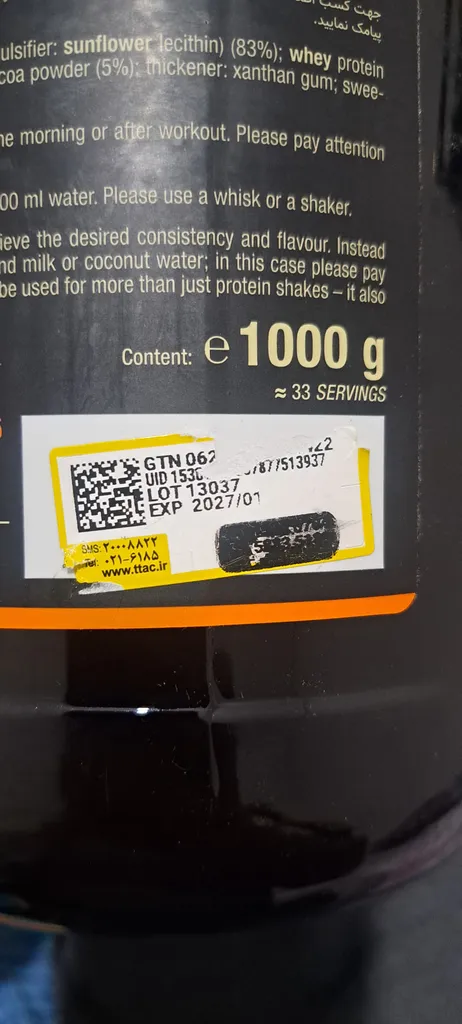 جهت کسب
پیامک نمایید.
ulsifier: sunflower lecithin) (83%); whey protein
coa powder (5%); thickener: xanthan gum; swee-
he morning or after workout. Please pay attention
00 ml water. Please use a whisk or a shaker.
ieve the desired consistency and flavour. Instead
nd milk or coconut water; in this case please pay
be used for more than just protein shakes – it also
Content: e 1000 g
≈ 33 SERVINGS
GTN 062
UID 153 7877513937
LOT 13037
EXP 2027/01
SMS: ۲۰۰۰۸۸۲۲
Tel: ۰۲۱-۶۱۸۵
www.ttac.ir